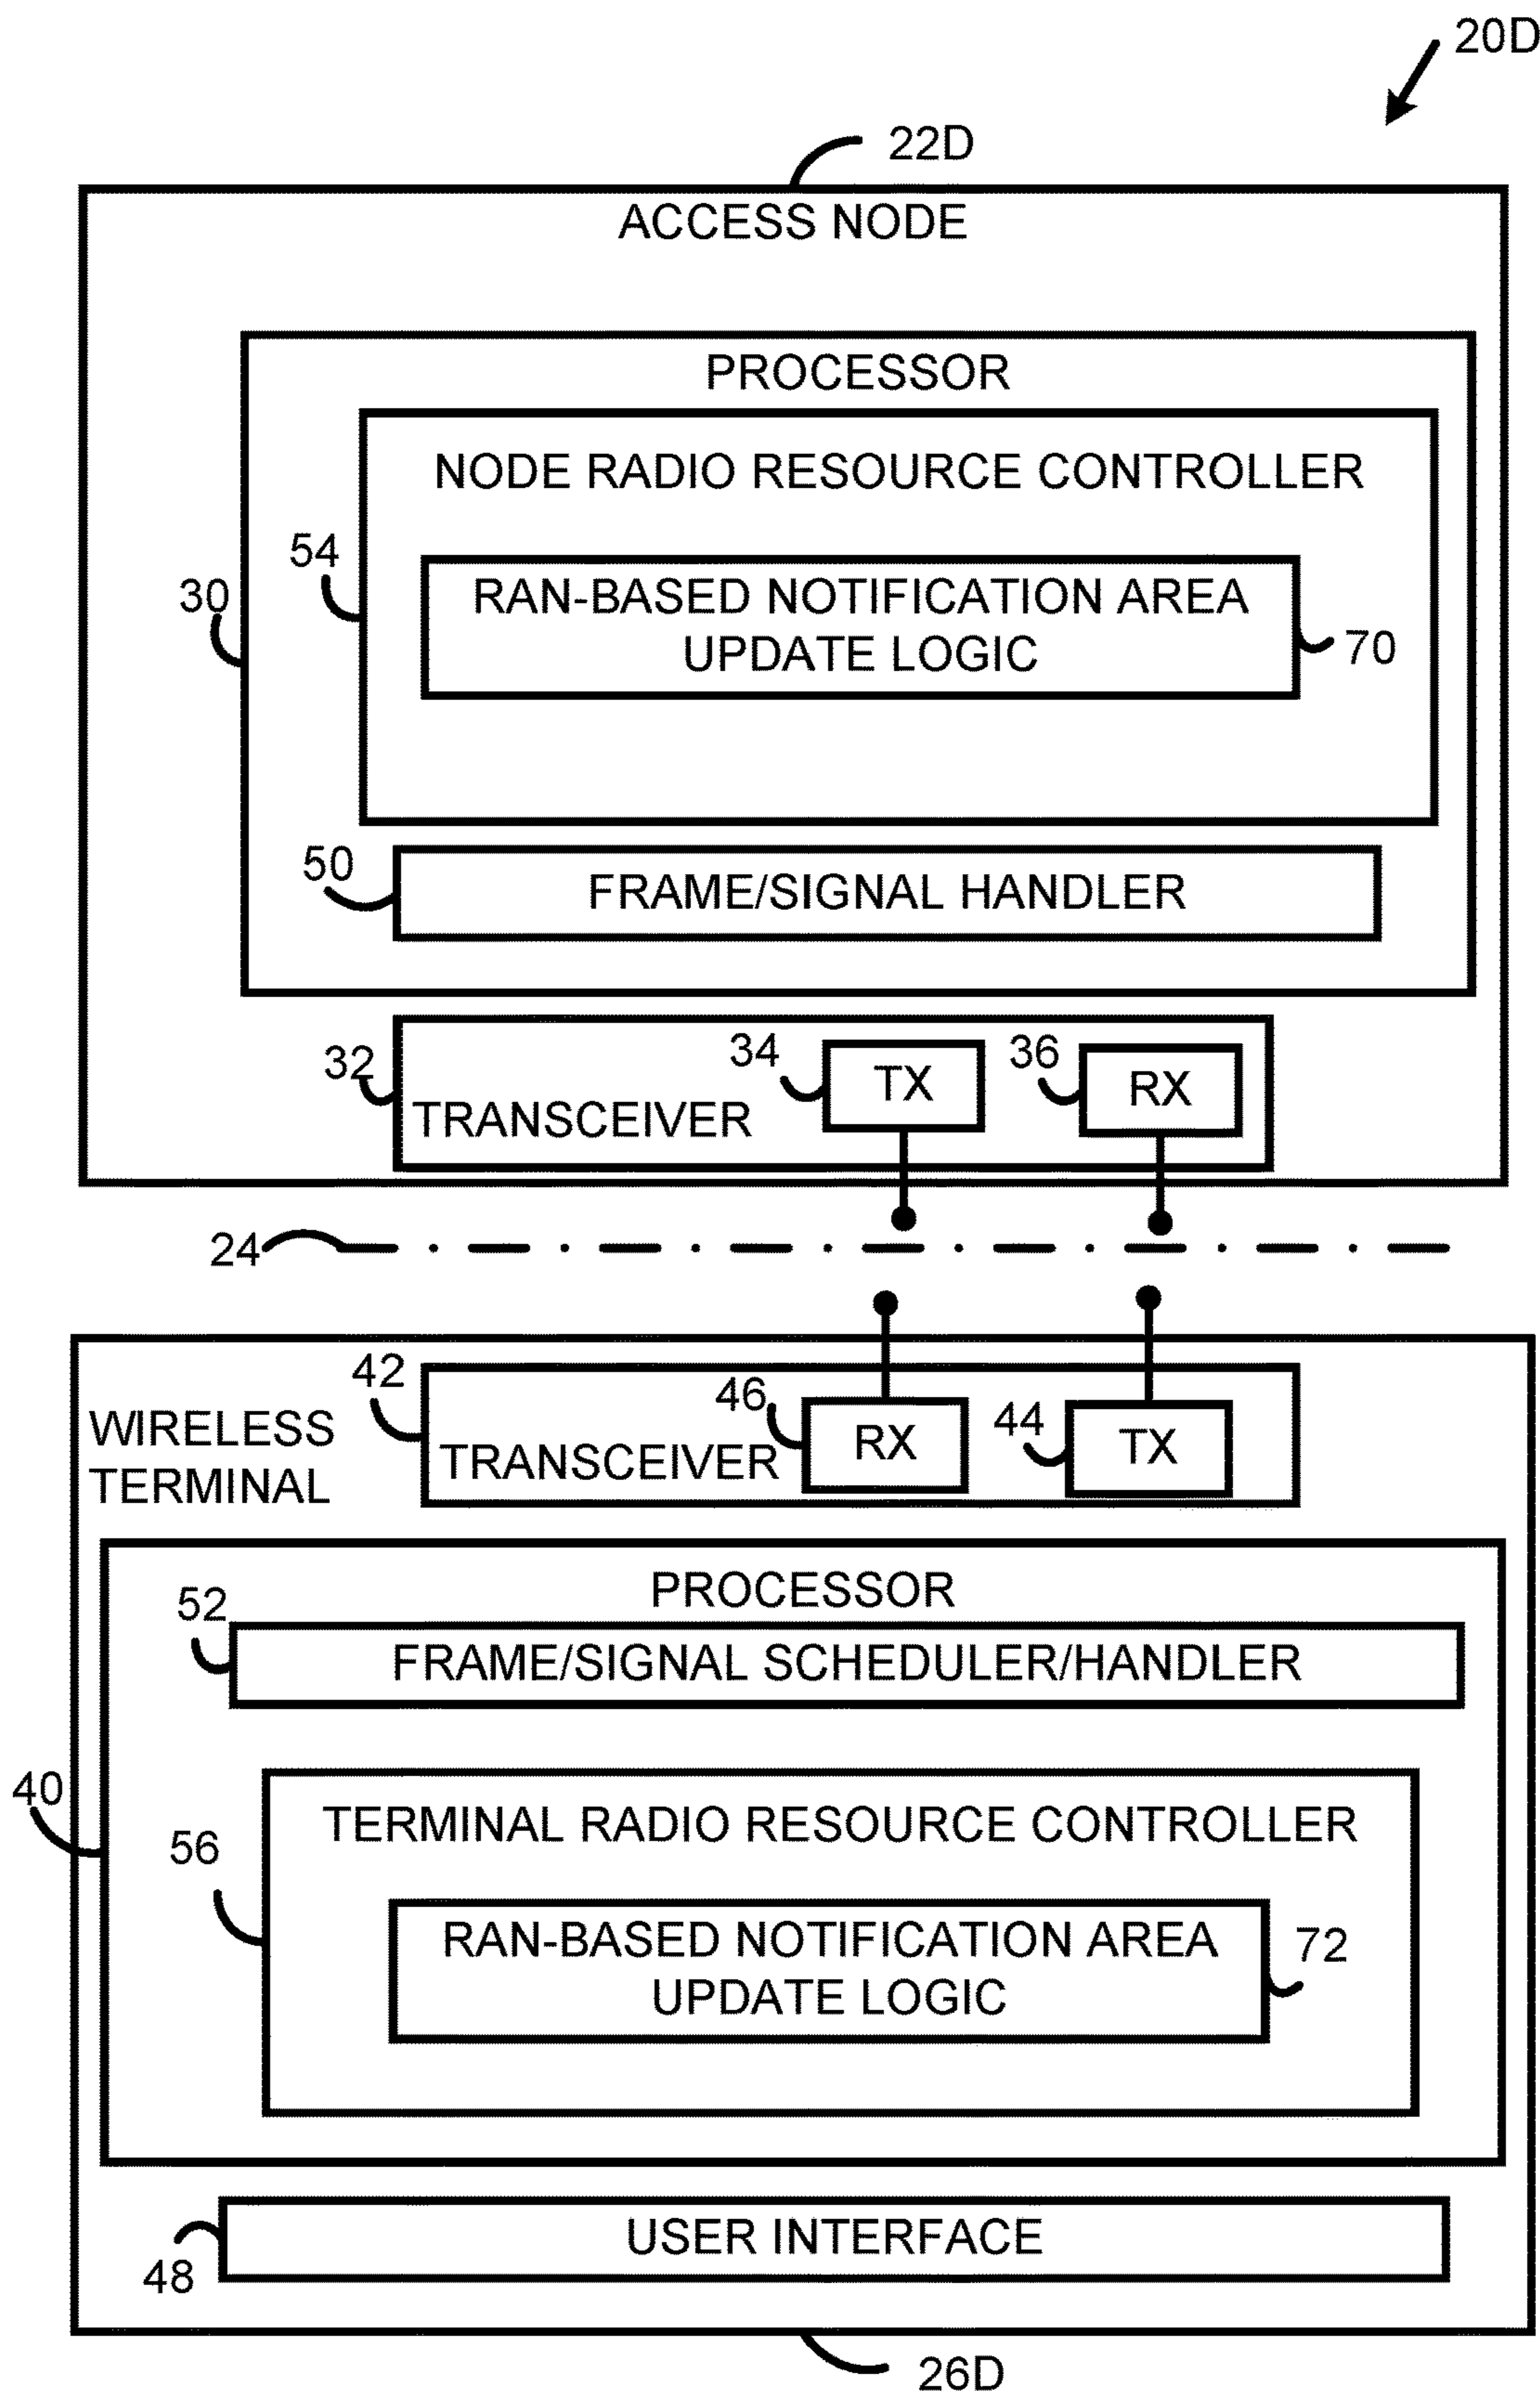 20D
22D
ACCESS NODE
PROCESSOR
NODE RADIO RESOURCE CONTROLLER
54
30
RAN-BASED NOTIFICATION AREA
UPDATE LOGIC
70
50
FRAME/SIGNAL HANDLER
32
TRANSCEIVER
34
TX
36
RX
24
42
WIRELESS
TERMINAL
TRANSCEIVER
46
RX
44
TX
PROCESSOR
52
FRAME/SIGNAL SCHEDULER/HANDLER
40
TERMINAL RADIO RESOURCE CONTROLLER
56
RAN-BASED NOTIFICATION AREA
UPDATE LOGIC
72
USER INTERFACE
48
26D